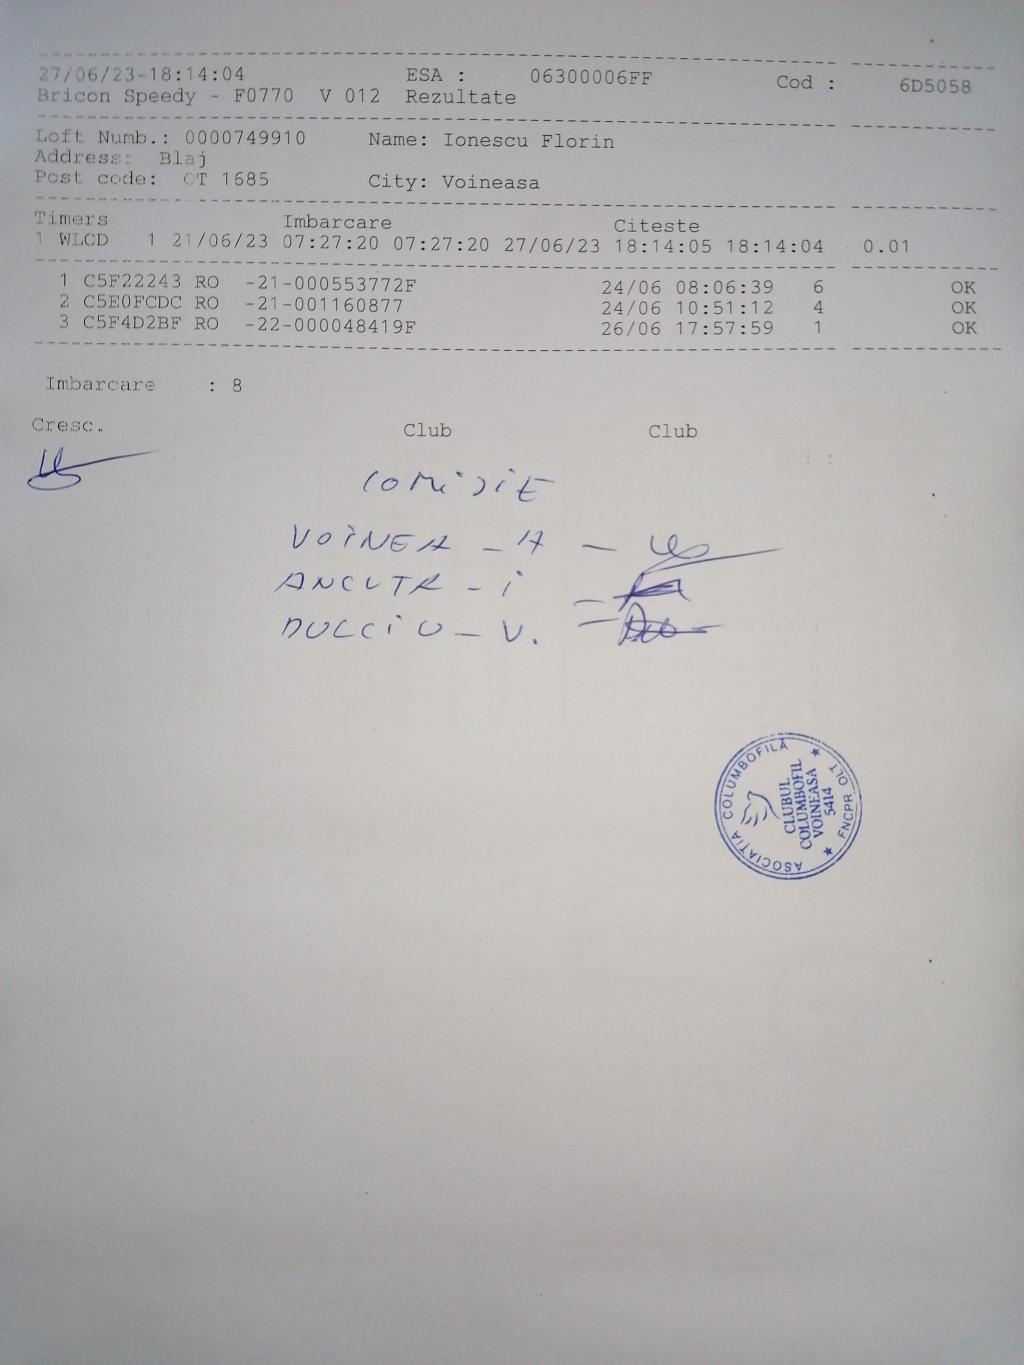 27/06/23-18:14:04 ESA : 06300006FF Cod : 6D5058
Bricon Speedy - F0770 V 012 Rezultate
Loft Numb.: 0000749910 Name: Ionescu Florin
Address: Blaj
Post code: CT 1685 City: Voineasa
Timers Imbarcare Citeste
1 WLCD 1 21/06/23 07:27:20 07:27:20 27/06/23 18:14:05 18:14:04 0.01
1 C5F22243 RO -21-000553772F 24/06 08:06:39 6 OK
2 C5E0FCDC RO -21-001160877 24/06 10:51:12 4 OK
3 C5F4D2BF RO -22-000048419F 26/06 17:57:59 1 OK
Imbarcare : 8
Cresc. Club Club
COMISIE
VOINEA - A -
ANCUTA - I -
DULCIU - V. -
ASOCIAȚIA COLUMBOFILĂ ★ FNCPR OLT ★
CLUBUL
COLUMBOFIL
VOINEASA
5414